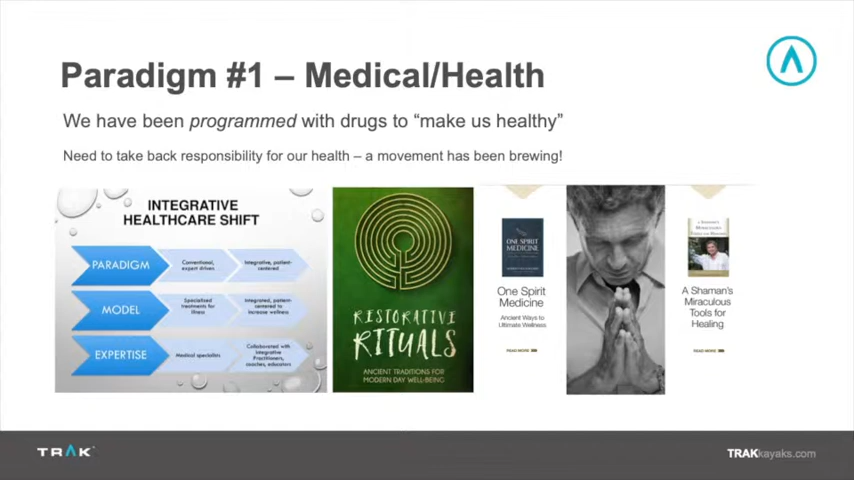 Paradigm #1 – Medical/Health
We have been programmed with drugs to “make us healthy”
Need to take back responsibility for our health – a movement has been brewing!
INTEGRATIVE
HEALTHCARE SHIFT
PARADIGM
Conventional,
expert drives
Integrative, patient-
centered
MODEL
Specialized
treatments for
illness
Integrated, patient-
centered to
increase wellness
EXPERTISE
Medical specialists
Collaborated with
Integrative
Practitioners,
coaches, educators
RESTORATIVE
RITUALS
ANCIENT TRADITIONS FOR
MODERN DAY WELL-BEING
ONE SPIRIT
MEDICINE
One Spirit
Medicine
Ancient Ways to
Ultimate Wellness
READ MORE
A Shaman's
Miraculous
Tools for
Healing
READ MORE
TRAK
TRAKkayaks.com